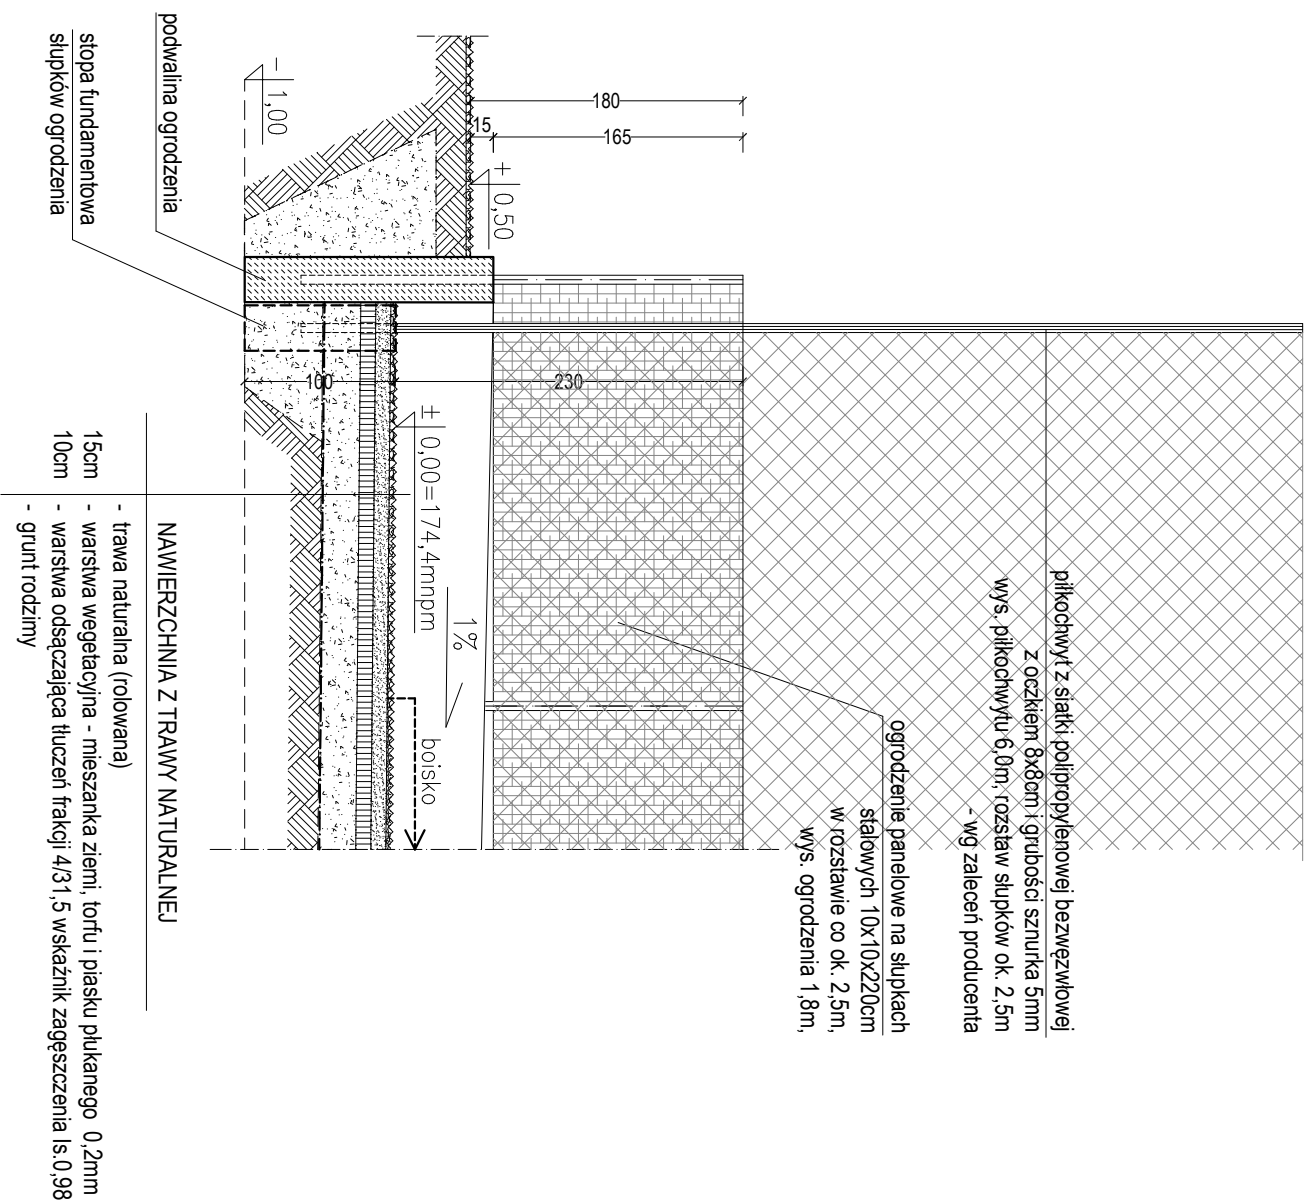 piłkochwyt z siatki polipropylenowej bezwęzwłowej
z oczkiem 8x8cm i grubości sznurka 5mm
wys. piłkochwytu 6,0m, rozstaw słupków ok. 2,5m
- wg zaleceń producenta
ogrodzenie panelowe na słupkach
stalowych 10x10x220cm
w rozstawie co ok. 2,5m,
wys. ogrodzenia 1,8m,
180
165
15
+ 0,50
230
100
1%
± 0,00=174,4mnpm
boisko
- 1,00
podwalina ogrodzenia
stopa fundamentowa
słupków ogrodzenia
NAWIERZCHNIA Z TRAWY NATURALNEJ
- trawa naturalna (rolowana)
15cm - warstwa wegetacyjna - mieszanka ziemi, torfu i piasku płukanego 0,2mm
10cm - warstwa odsączająca tłuczeń frakcji 4/31,5 wskaźnik zagęszczenia Is.0,98
- grunt rodzimy